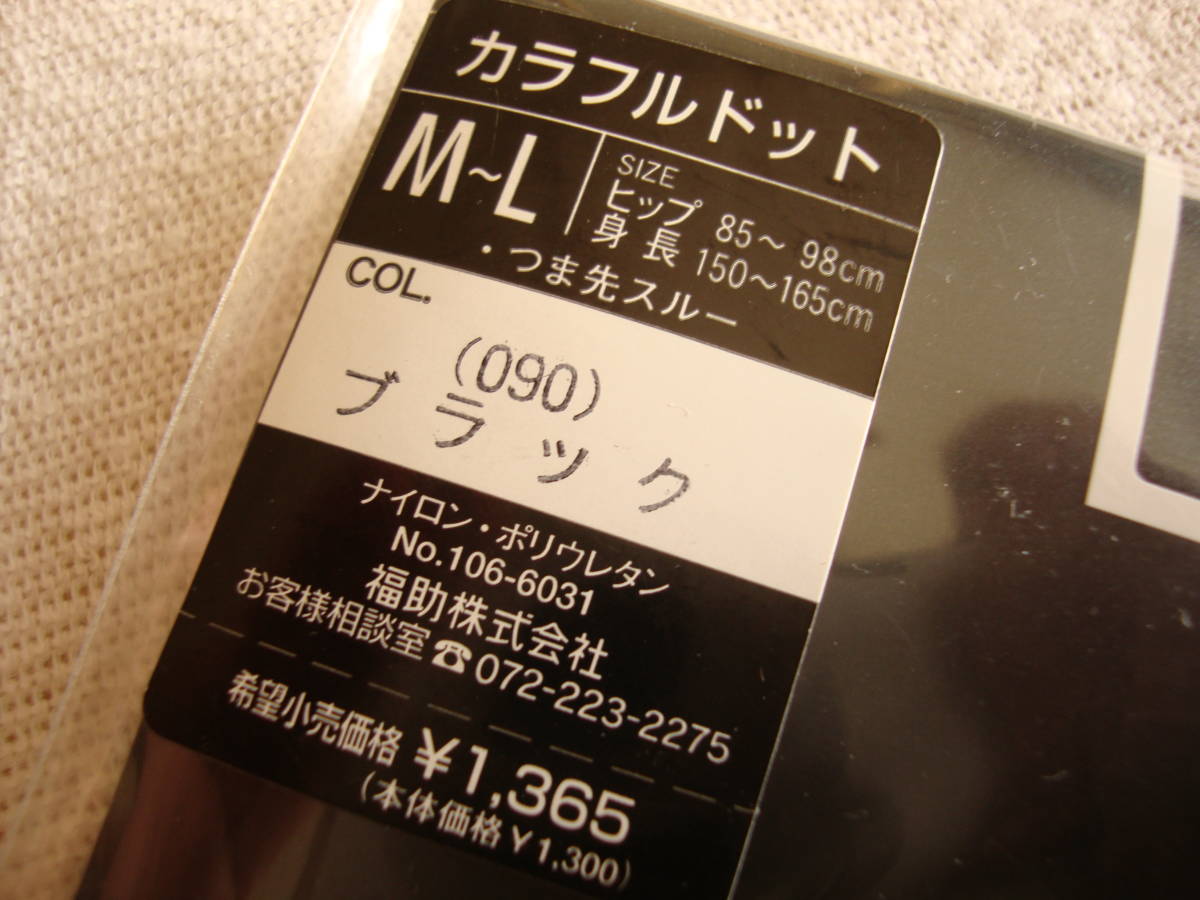 カラフルドット
M~L
SIZE
ヒップ 85～ 98cm
身長 150～165cm
・つま先スルー
COL.
(090)
ブラック
ナイロン・ポリウレタン
No.106-6031
福助株式会社
お客様相談室☎072-223-2275
希望小売価格 ¥1,365
(本体価格¥1,300)